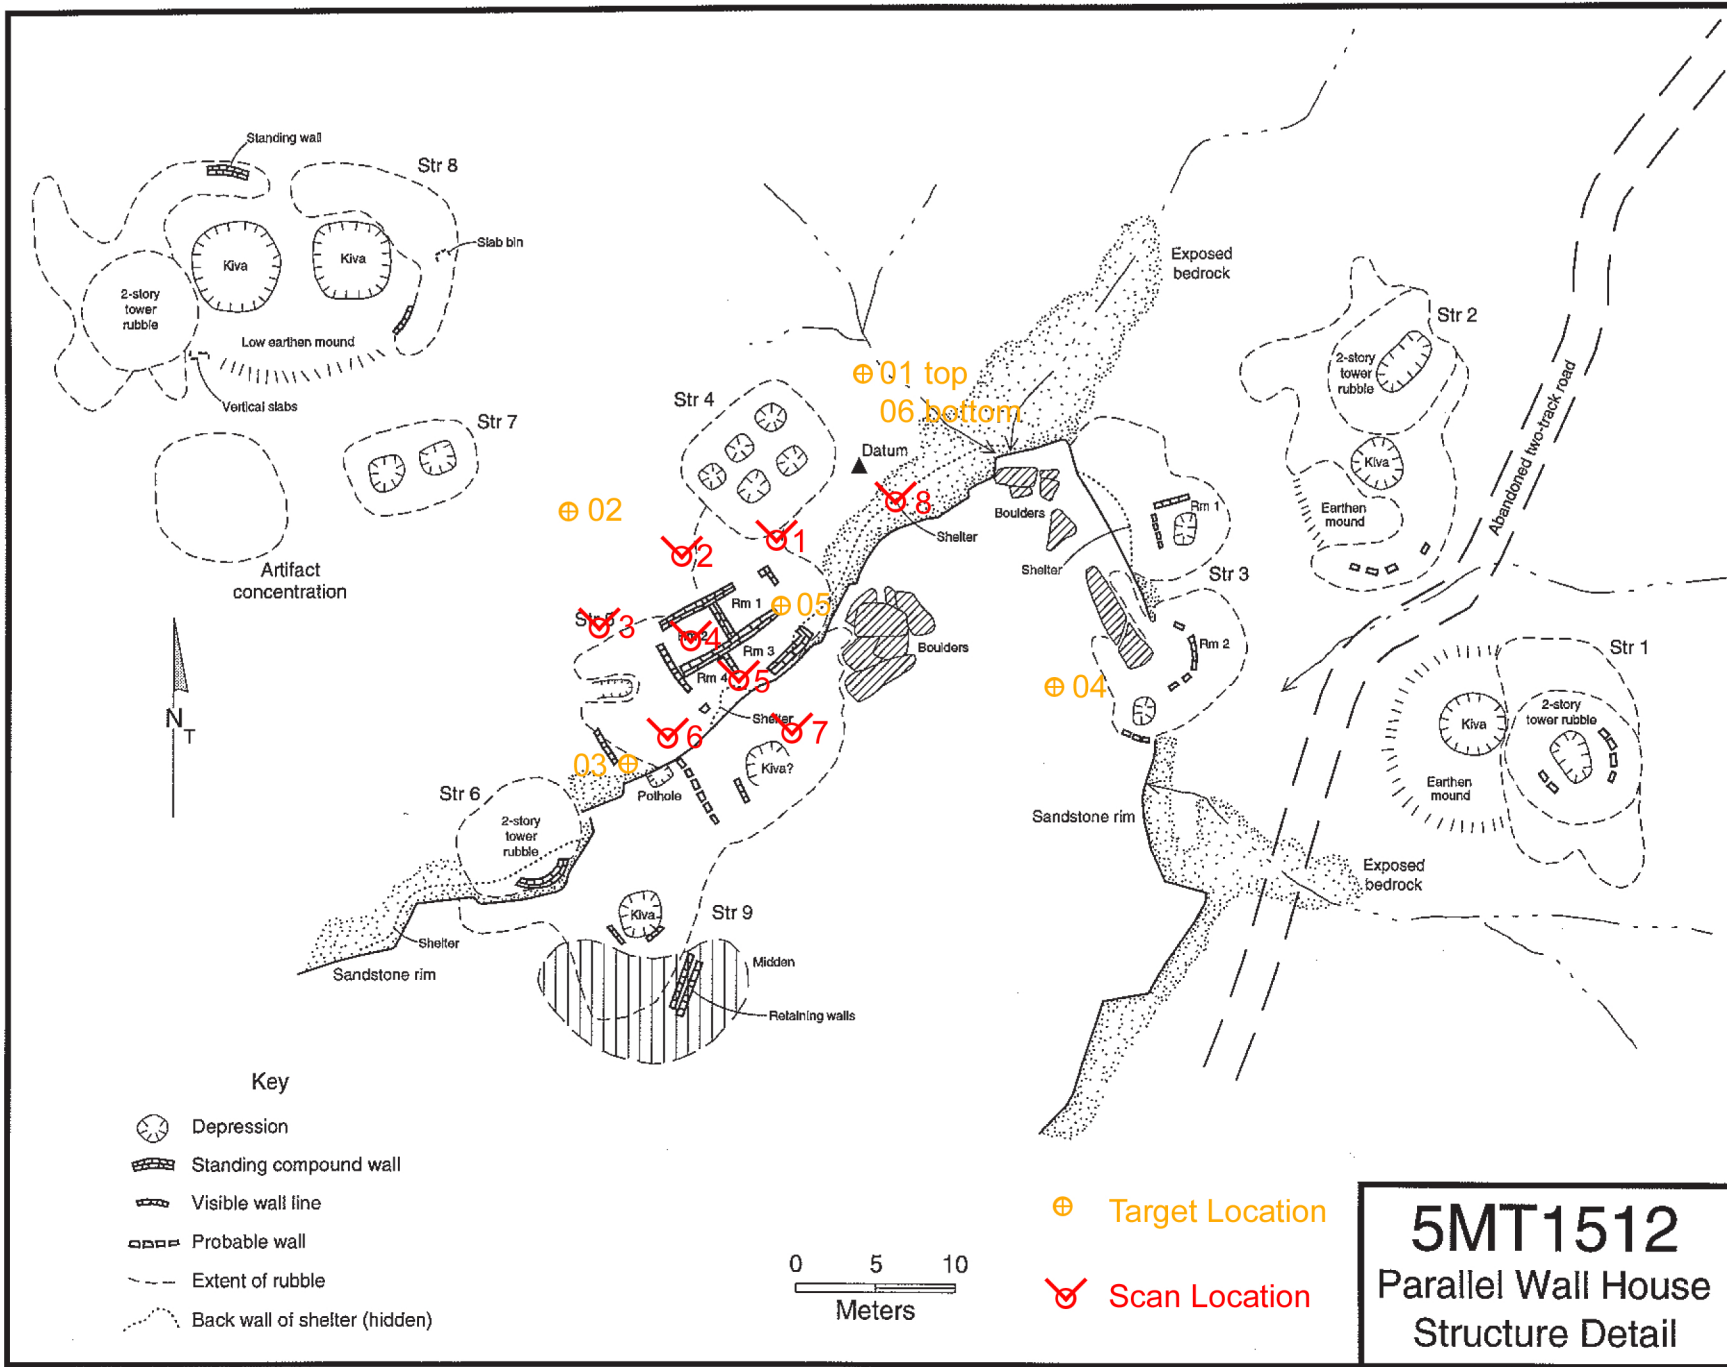 Standing wall
Str 8
Kiva
Kiva
Slab bin
2-story
tower
rubble
Low earthen mound
Vertical slabs
Str 7
Artifact
concentration
Str 4
01 top
06 bottom
Datum
Exposed
bedrock
Str 2
2-story
tower
rubble
Kiva
Earthen
mound
Abandoned two-track road
02
1
2
8
Shelter
Boulders
Shelter
Rm 1
Str 3
Rm 2
Str 5
3
Rm 1
05
Rm 2
4
Rm 3
Rm 4
5
Shelter
6
7
Boulders
04
Kiva?
03
Pothole
Str 1
Kiva
2-story
tower rubble
Earthen
mound
N
T
Str 6
2-story
tower
rubble
Shelter
Sandstone rim
Kiva
Str 9
Midden
Retaining walls
Sandstone rim
Exposed
bedrock
Key
Depression
Standing compound wall
Visible wall line
Probable wall
Extent of rubble
Back wall of shelter (hidden)
0 5 10
Meters
Target Location
Scan Location
5MT1512
Parallel Wall House
Structure Detail